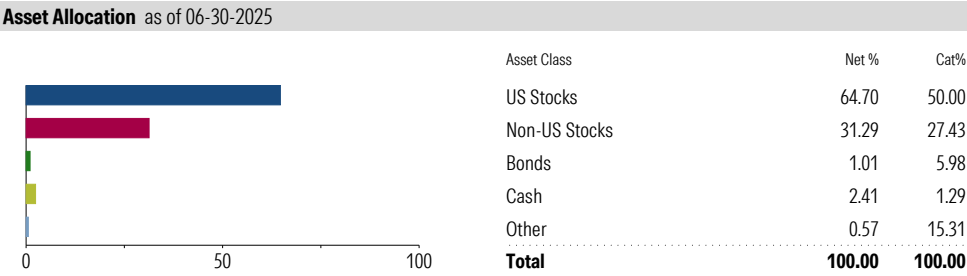 Asset Allocation as of 06-30-2025
Asset Class Net % Cat%
US Stocks 64.70 50.00
Non-US Stocks 31.29 27.43
Bonds 1.01 5.98
Cash 2.41 1.29
Other 0.57 15.31
Total 100.00 100.00
0 50 100